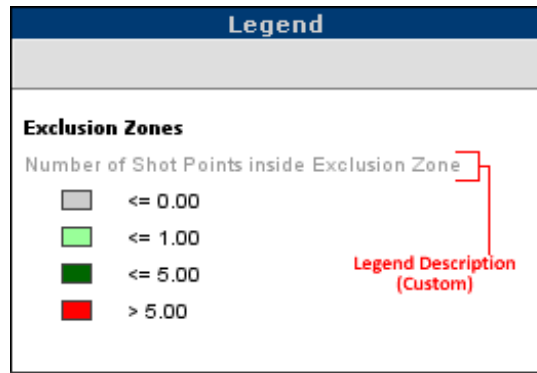 Legend
Exclusion Zones
Number of Shot Points inside Exclusion Zone
<= 0.00
<= 1.00
<= 5.00
> 5.00
Legend Description
(Custom)